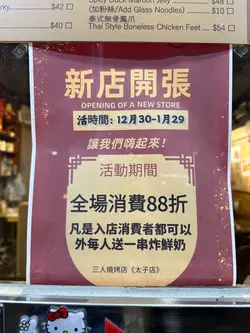 Spicy Duck Maroon Jelly
$48
$42
(加粉絲/Add Glass Noodles)
$10
泰式無骨鳳爪
$40
Thai Style Boneless Chicken Feet
$54
新店開張
OPENING OF A NEW STORE
活時間: 12月30-1月29
讓我們嗨起來!
活動期間
全場消費88折
凡是入店消費者都可以
外每人送一串炸鮮奶
三人燒烤店《太子店》